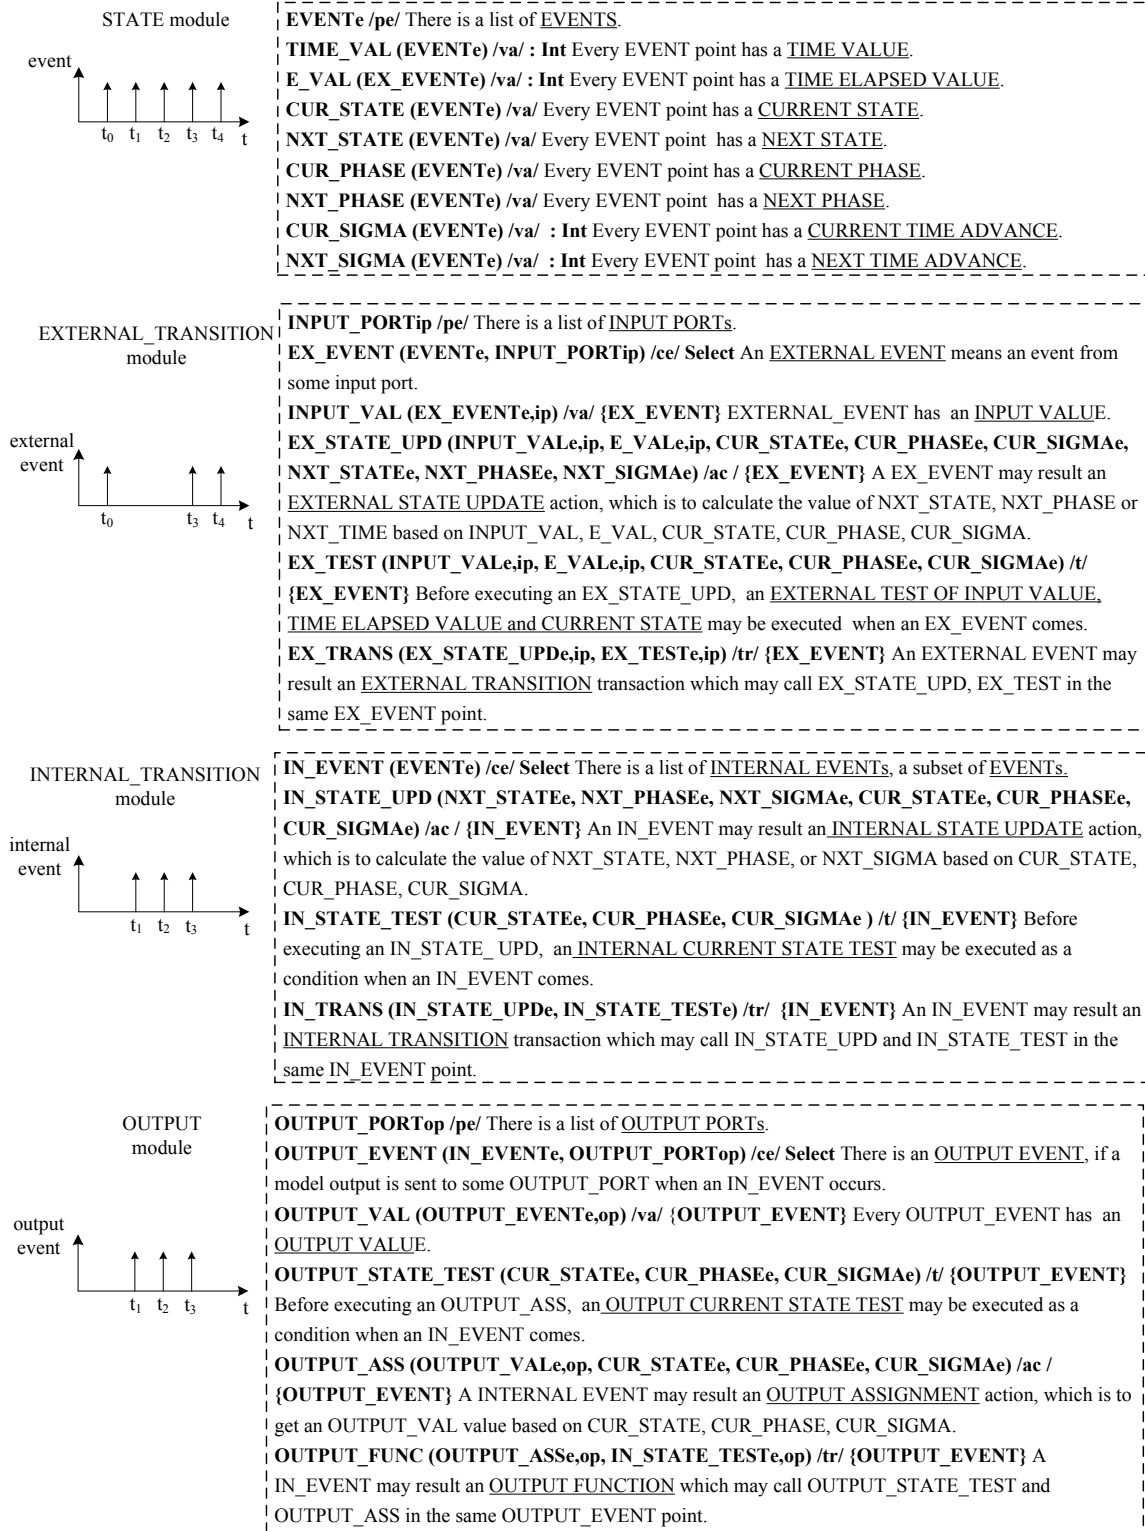 STATE module
event
t0 t1 t2 t3 t4 t
EVENTe /pe/ There is a list of EVENTS.
TIME_VAL (EVENTe) /va/ : Int Every EVENT point has a TIME VALUE.
E_VAL (EX_EVENTe) /va/ : Int Every EVENT point has a TIME ELAPSED VALUE.
CUR_STATE (EVENTe) /va/ Every EVENT point has a CURRENT STATE.
NXT_STATE (EVENTe) /va/ Every EVENT point has a NEXT STATE.
CUR_PHASE (EVENTe) /va/ Every EVENT point has a CURRENT PHASE.
NXT_PHASE (EVENTe) /va/ Every EVENT point has a NEXT PHASE.
CUR_SIGMA (EVENTe) /va/ : Int Every EVENT point has a CURRENT TIME ADVANCE.
NXT_SIGMA (EVENTe) /va/ : Int Every EVENT point has a NEXT TIME ADVANCE.
EXTERNAL_TRANSITION
module
external
event
t0 t3 t4 t
INPUT_PORTip /pe/ There is a list of INPUT PORTs.
EX_EVENT (EVENTe, INPUT_PORTip) /ce/ Select An EXTERNAL EVENT means an event from
some input port.
INPUT_VAL (EX_EVENTe,ip) /va/ {EX_EVENT} EXTERNAL_EVENT has an INPUT VALUE.
EX_STATE_UPD (INPUT_VALe,ip, E_VALe,ip, CUR_STATEe, CUR_PHASEe, CUR_SIGMAe,
NXT_STATEe, NXT_PHASEe, NXT_SIGMAe) /ac / {EX_EVENT} A EX_EVENT may result an
EXTERNAL STATE UPDATE action, which is to calculate the value of NXT_STATE, NXT_PHASE or
NXT_TIME based on INPUT_VAL, E_VAL, CUR_STATE, CUR_PHASE, CUR_SIGMA.
EX_TEST (INPUT_VALe,ip, E_VALe,ip, CUR_STATEe, CUR_PHASEe, CUR_SIGMAe) /t/
{EX_EVENT} Before executing an EX_STATE_UPD, an EXTERNAL TEST OF INPUT VALUE,
TIME ELAPSED VALUE and CURRENT STATE may be executed when an EX_EVENT comes.
EX_TRANS (EX_STATE_UPDe,ip, EX_TESTe,ip) /tr/ {EX_EVENT} An EXTERNAL EVENT may
result an EXTERNAL TRANSITION transaction which may call EX_STATE_UPD, EX_TEST in the
same EX_EVENT point.
INTERNAL_TRANSITION
module
internal
event
t1 t2 t3 t
IN_EVENT (EVENTe) /ce/ Select There is a list of INTERNAL EVENTs, a subset of EVENTs.
IN_STATE_UPD (NXT_STATEe, NXT_PHASEe, NXT_SIGMAe, CUR_STATEe, CUR_PHASEe,
CUR_SIGMAe) /ac / {IN_EVENT} An IN_EVENT may result an INTERNAL STATE UPDATE action,
which is to calculate the value of NXT_STATE, NXT_PHASE, or NXT_SIGMA based on CUR_STATE,
CUR_PHASE, CUR_SIGMA.
IN_STATE_TEST (CUR_STATEe, CUR_PHASEe, CUR_SIGMAe ) /t/ {IN_EVENT} Before
executing an IN_STATE_ UPD, an INTERNAL CURRENT STATE TEST may be executed as a
condition when an IN_EVENT comes.
IN_TRANS (IN_STATE_UPDe, IN_STATE_TESTe) /tr/ {IN_EVENT} An IN_EVENT may result an
INTERNAL TRANSITION transaction which may call IN_STATE_UPD and IN_STATE_TEST in the
same IN_EVENT point.
OUTPUT
module
output
event
t1 t2 t3 t
OUTPUT_PORTop /pe/ There is a list of OUTPUT PORTs.
OUTPUT_EVENT (IN_EVENTe, OUTPUT_PORTop) /ce/ Select There is an OUTPUT EVENT, if a
model output is sent to some OUTPUT_PORT when an IN_EVENT occurs.
OUTPUT_VAL (OUTPUT_EVENTe,op) /va/ {OUTPUT_EVENT} Every OUTPUT_EVENT has an
OUTPUT VALUE.
OUTPUT_STATE_TEST (CUR_STATEe, CUR_PHASEe, CUR_SIGMAe) /t/ {OUTPUT_EVENT}
Before executing an OUTPUT_ASS, an OUTPUT CURRENT STATE TEST may be executed as a
condition when an IN_EVENT comes.
OUTPUT_ASS (OUTPUT_VALe,op, CUR_STATEe, CUR_PHASEe, CUR_SIGMAe) /ac /
{OUTPUT_EVENT} A INTERNAL EVENT may result an OUTPUT ASSIGNMENT action, which is to
get an OUTPUT_VAL value based on CUR_STATE, CUR_PHASE, CUR_SIGMA.
OUTPUT_FUNC (OUTPUT_ASSe,op, IN_STATE_TESTe,op) /tr/ {OUTPUT_EVENT} A
IN_EVENT may result an OUTPUT FUNCTION which may call OUTPUT_STATE_TEST and
OUTPUT_ASS in the same OUTPUT_EVENT point.